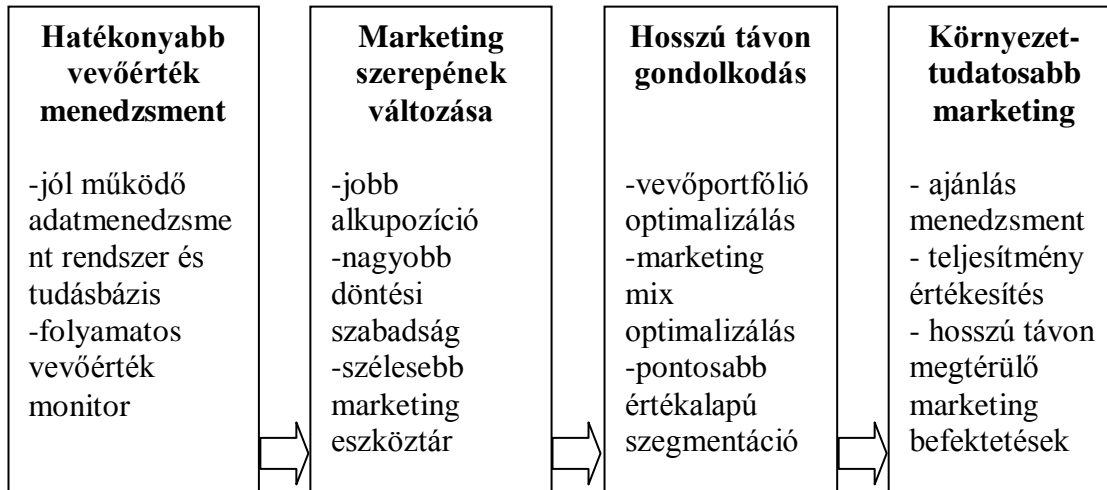 Hatékonyabb
vevőérték
menedzsment
-jól működő
adatmenedzsme
nt rendszer és
tudásbázis
-folyamatos
vevőérték
monitor
Marketing
szerepének
változása
-jobb
alkupozíció
-nagyobb
döntési
szabadság
-szélesebb
marketing
eszköztár
Hosszú távon
gondolkodás
-vevőportfólió
optimalizálás
-marketing
mix
optimalizálás
-pontosabb
értékalapú
szegmentáció
Környezet-
tudatosabb
marketing
- ajánlás
menedzsment
- teljesítmény
értékesítés
- hosszú távon
megtérülő
marketing
befektetések